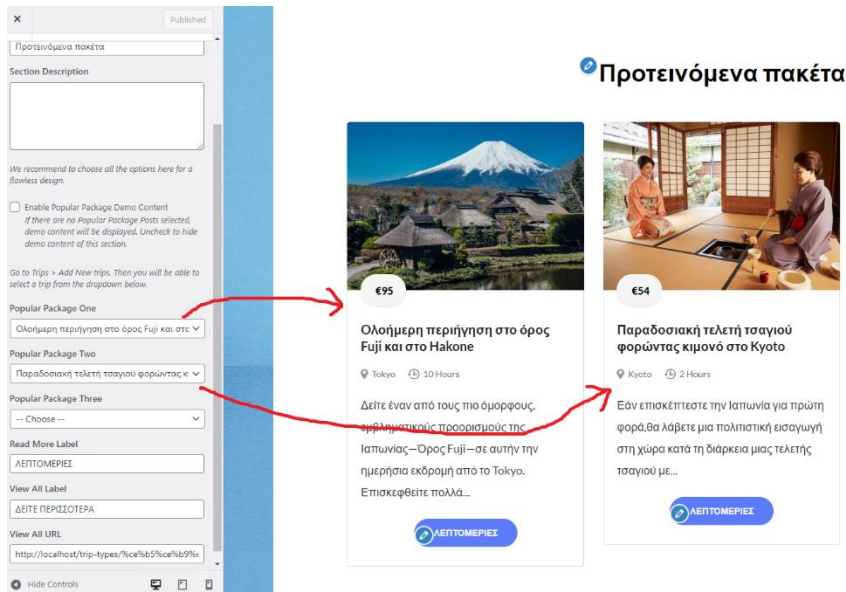 ×
Published
Προτεινόμενα πακέτα
Section Description
We recommend to choose all the options here for a
flawless design.
Enable Popular Package Demo Content
If there are no Popular Package Posts selected,
demo content will be displayed. Uncheck to hide
demo content of this section.
Go to Trips > Add New trips. Then you will be able to
select a trip from the dropdown below.
Popular Package One
Ολοήμερη περιήγηση στο όρος Fuji και στο
Popular Package Two
Παραδοσιακή τελετή τσαγιού φορώντας κ
Popular Package Three
-- Choose --
Read More Label
ΛΕΠΤΟΜΕΡΙΕΣ
View All Label
ΔΕΙΤΕ ΠΕΡΙΣΣΟΤΕΡΑ
View All URL
http://localhost/trip-types/%ce%b5%ce%b9%
Hide Controls
Προτεινόμενα πακέτα
€95
Ολοήμερη περιήγηση στο όρος
Fuji και στο Hakone
Tokyo 10 Hours
Δείτε έναν από τους πιο όμορφους,
εμβληματικούς προορισμούς της
Ιαπωνίας—Όρος Fuji—σε αυτήν την
ημερήσια εκδρομή από το Tokyo.
Επισκεφθείτε πολλά...
ΛΕΠΤΟΜΕΡΙΕΣ
€54
Παραδοσιακή τελετή τσαγιού
φορώντας κιμονό στο Kyoto
Kyoto 2 Hours
Εάν επισκέπτεστε την Ιαπωνία για πρώτη
φορά,θα λάβετε μια πολιτιστική εισαγωγή
στη χώρα κατά τη διάρκεια μιας τελετής
τσαγιού με...
ΛΕΠΤΟΜΕΡΙΕΣ